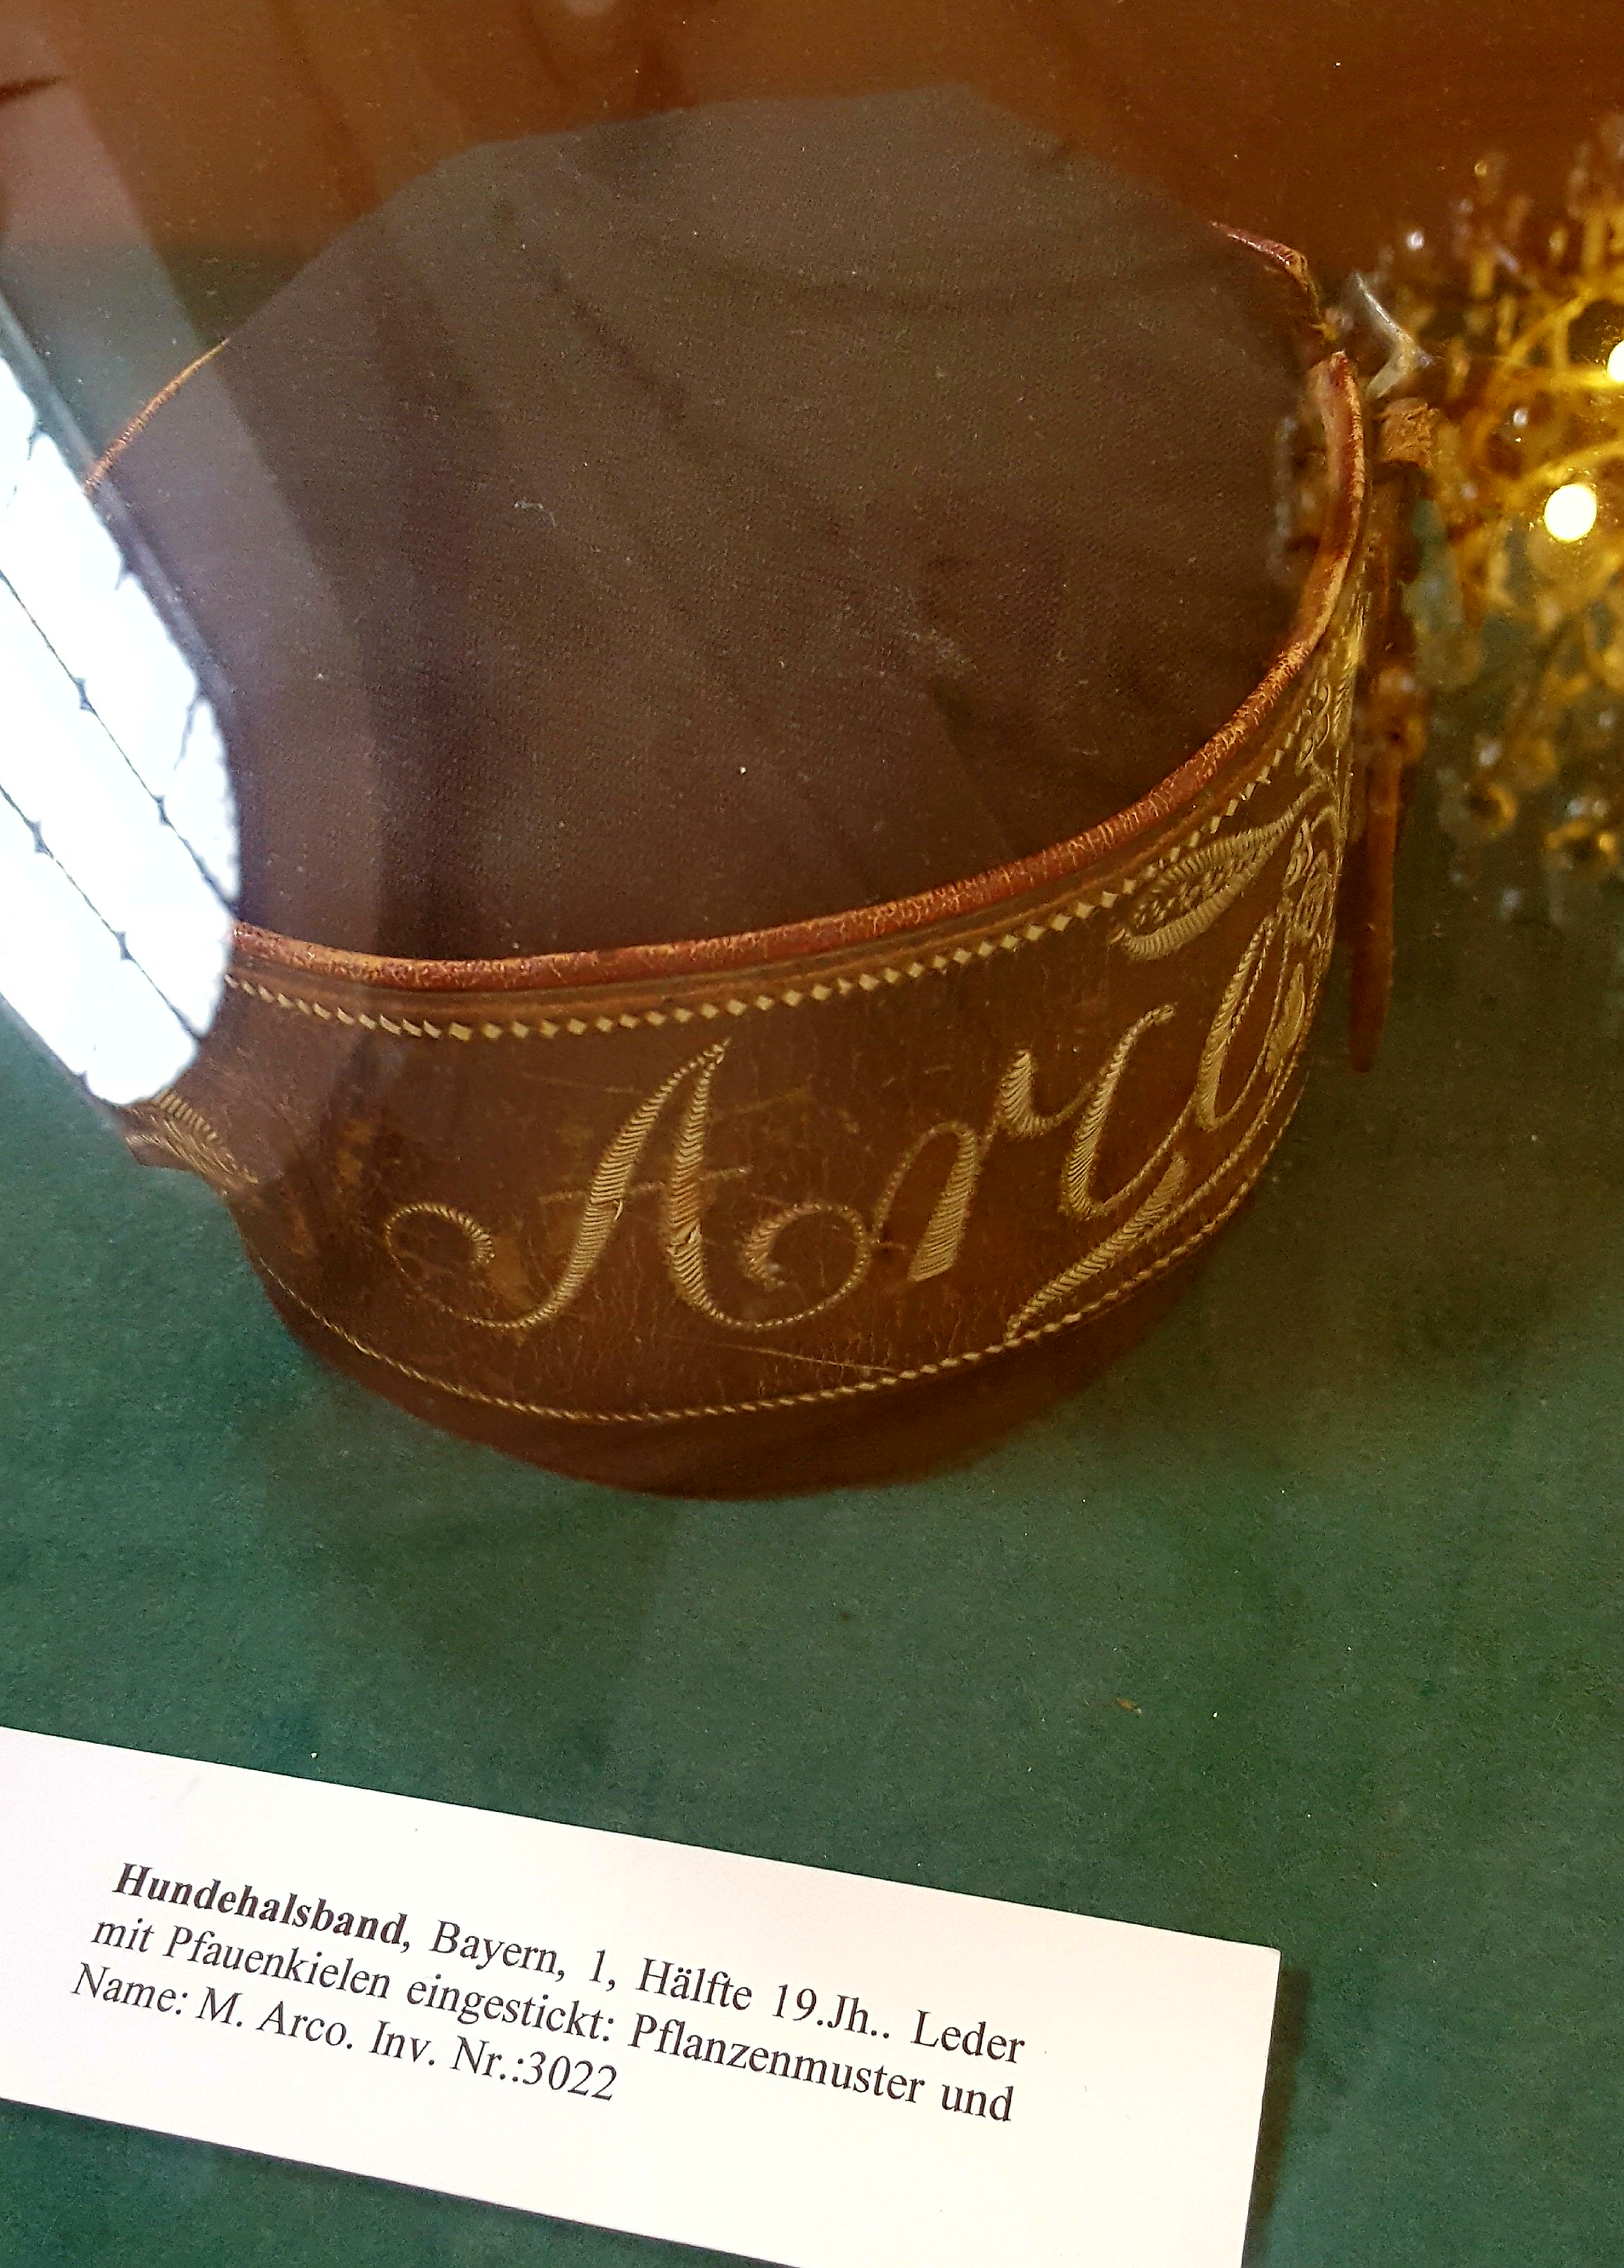 Arco
Hundehalsband, Bayern, 1, Hälfte 19.Jh.. Leder
mit Pfauenkielen eingestickt: Pflanzenmuster und
Name: M. Arco. Inv. Nr.:3022